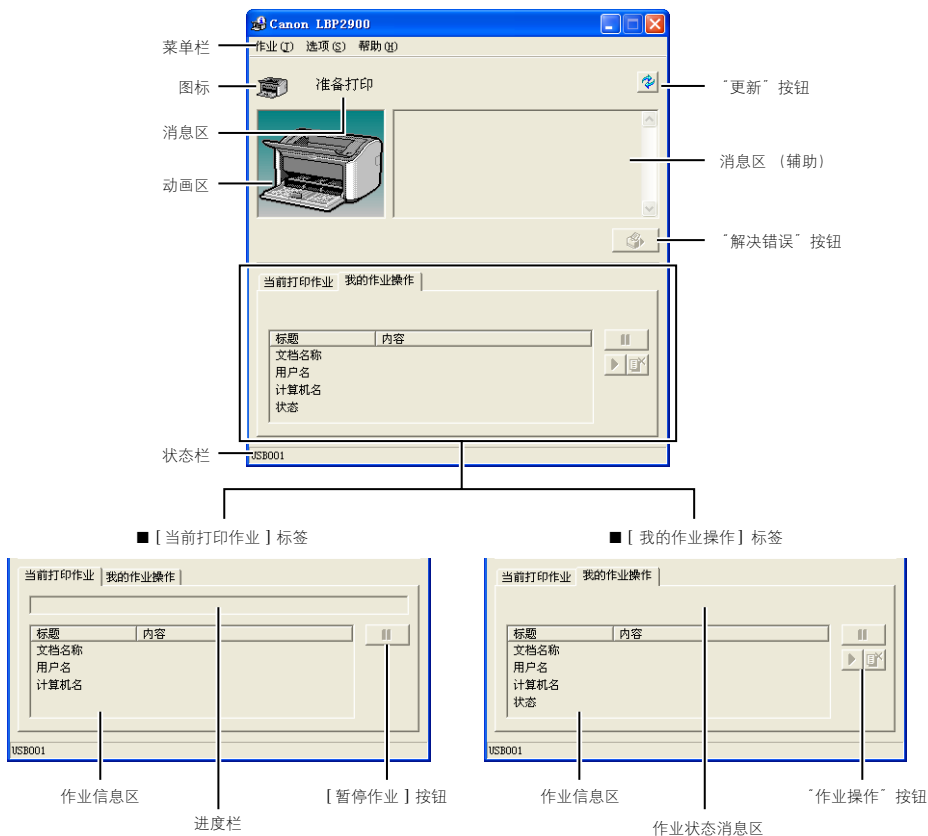 Canon LBP2900
菜单栏
作业(T) 选项(S) 帮助(H)
图标
准备打印
"更新" 按钮
消息区
消息区 (辅助)
动画区
"解决错误" 按钮
当前打印作业 我的作业操作
标题 内容
文档名称
用户名
计算机名
状态
状态栏
USB001
■ [ 当前打印作业 ] 标签
■ [ 我的作业操作 ] 标签
当前打印作业 我的作业操作
标题 内容
文档名称
用户名
计算机名
USB001
作业信息区
[ 暂停作业 ] 按钮
进度栏
当前打印作业 我的作业操作
标题 内容
文档名称
用户名
计算机名
状态
USB001
作业信息区
"作业操作" 按钮
作业状态消息区